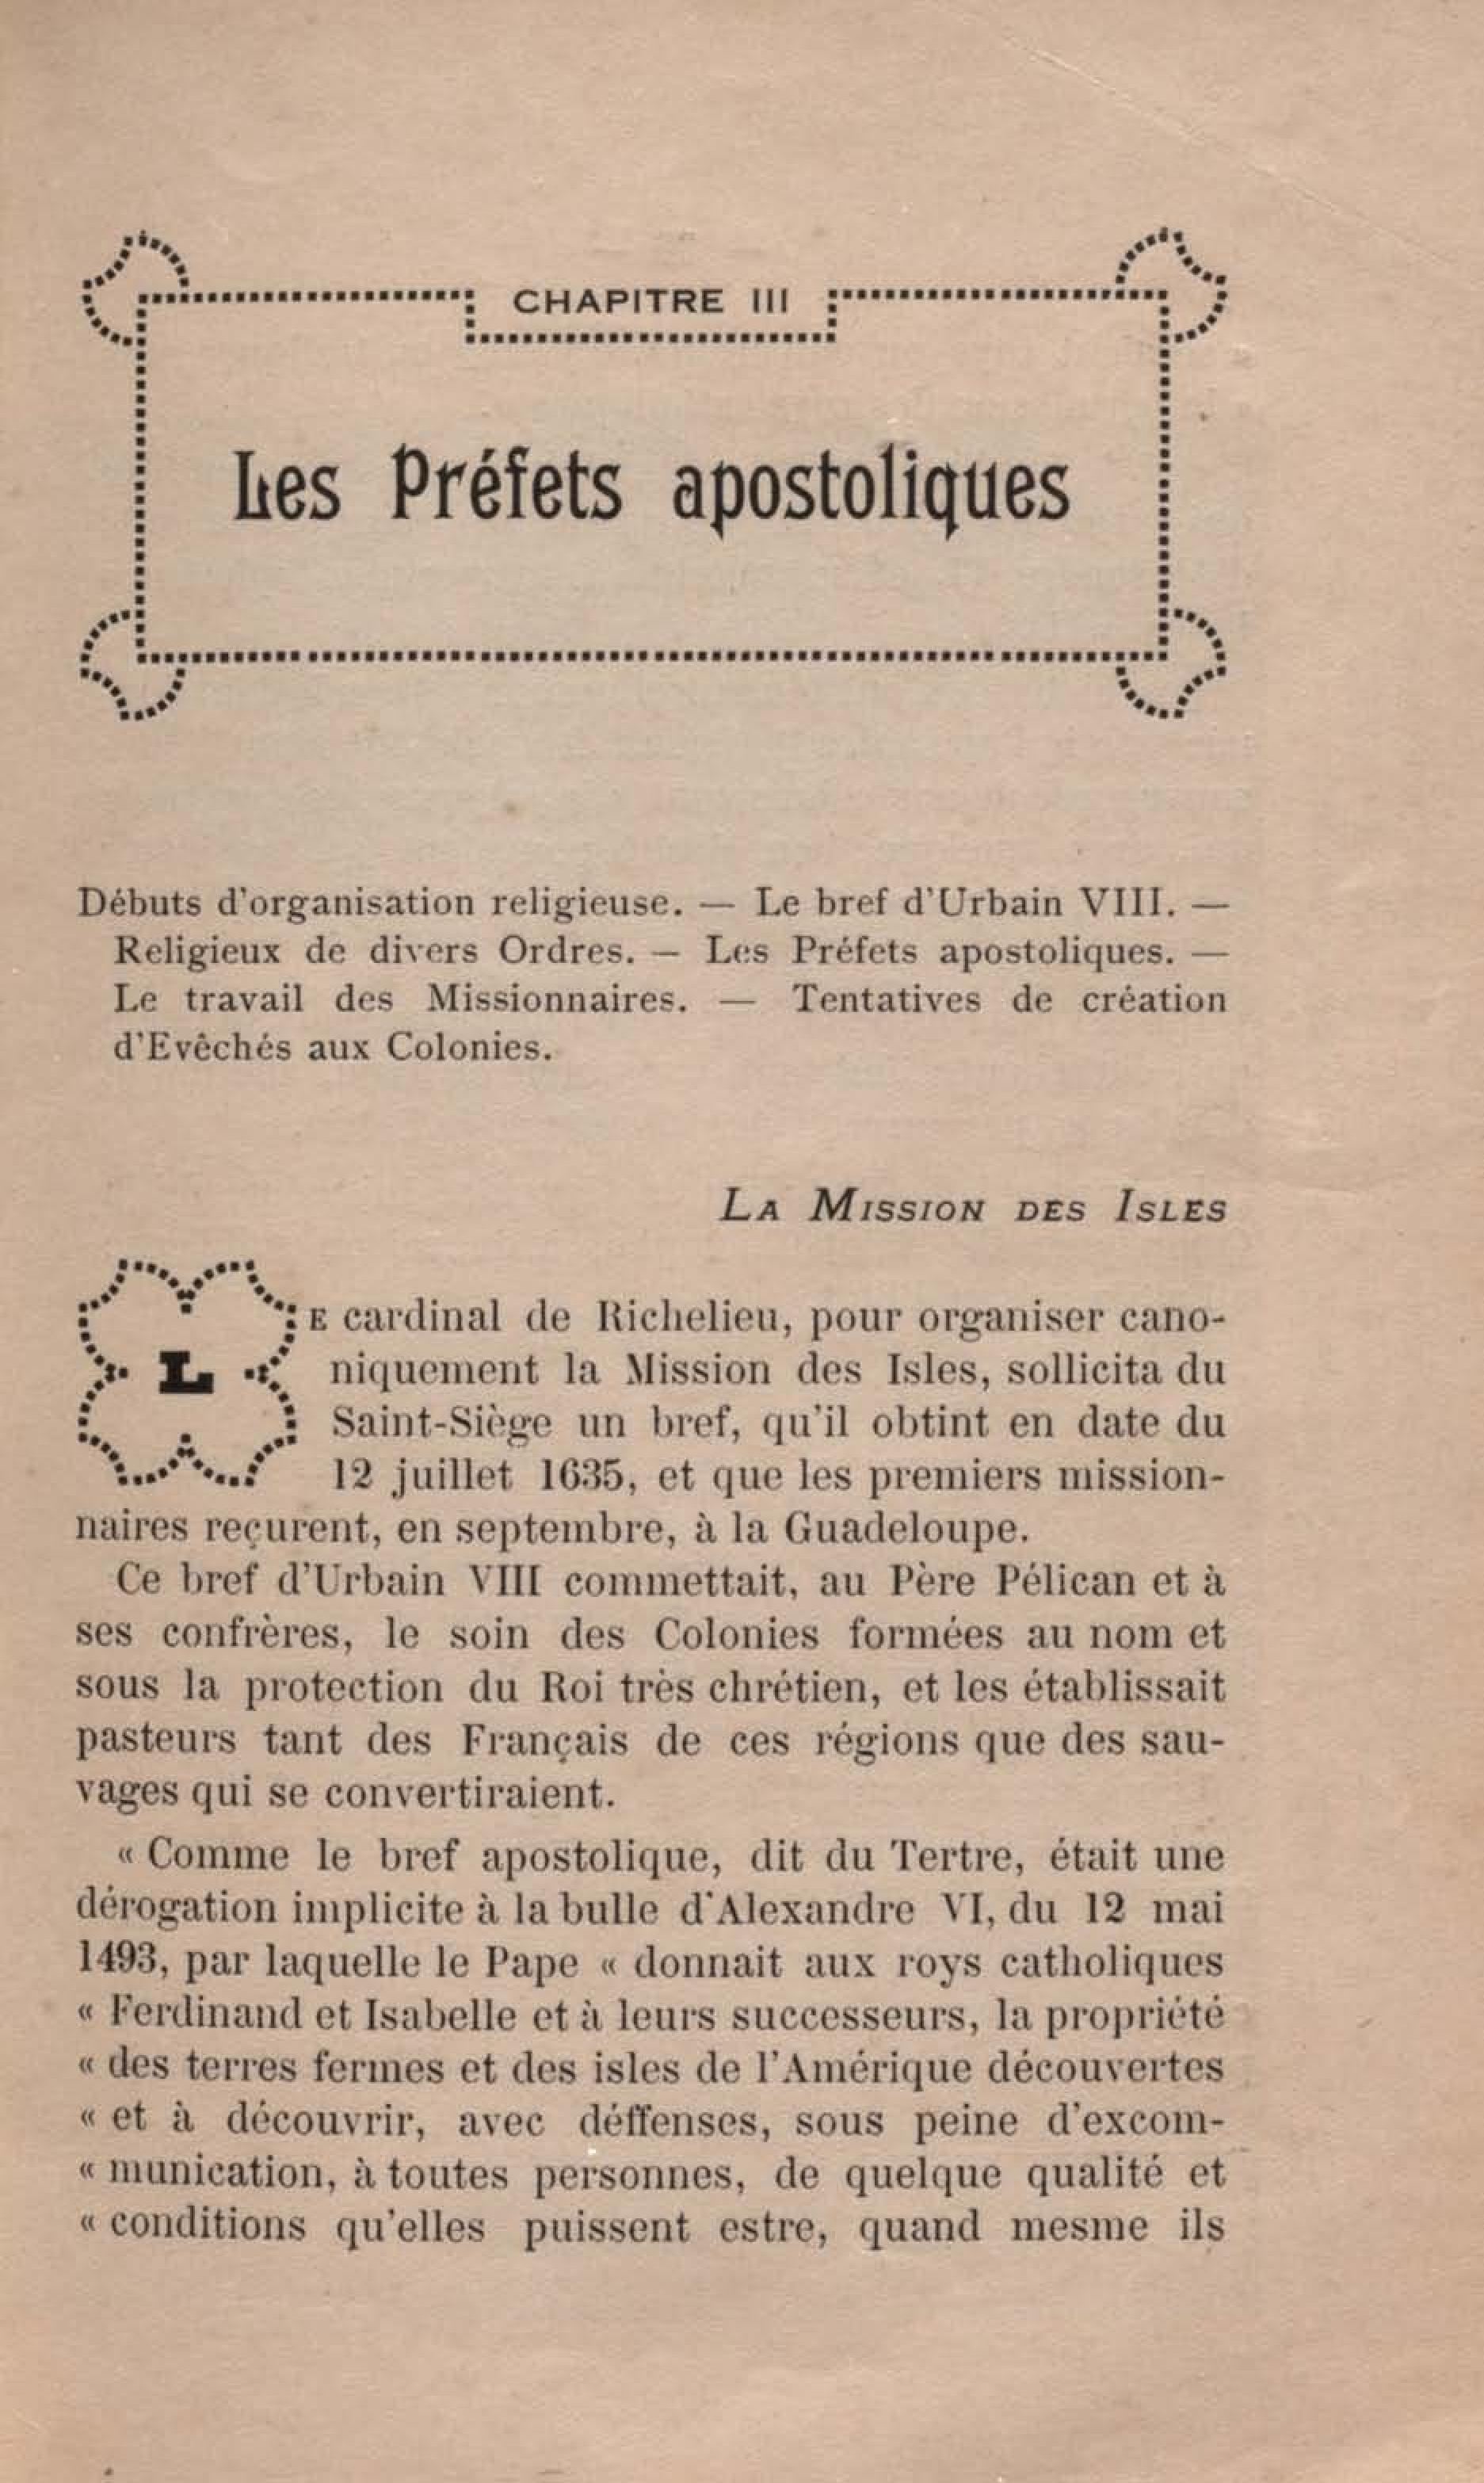 CHAPITRE III
Les Préfets apostoliques
Débuts d'organisation religieuse. — Le bref d'Urbain VIII. —
Religieux de divers Ordres. — Les Préfets apostoliques. —
Le travail des Missionnaires. — Tentatives de création
d'Evêchés aux Colonies.
LA MISSION DES ISLES
LE cardinal de Richelieu, pour organiser cano-
niquement la Mission des Isles, sollicita du
Saint-Siège un bref, qu'il obtint en date du
12 juillet 1635, et que les premiers mission-
naires reçurent, en septembre, à la Guadeloupe.
Ce bref d'Urbain VIII commettait, au Père Pélican et à
ses confrères, le soin des Colonies formées au nom et
sous la protection du Roi très chrétien, et les établissait
pasteurs tant des Français de ces régions que des sau-
vages qui se convertiraient.
« Comme le bref apostolique, dit du Tertre, était une
dérogation implicite à la bulle d'Alexandre VI, du 12 mai
1493, par laquelle le Pape « donnait aux roys catholiques
« Ferdinand et Isabelle et à leurs successeurs, la propriété
« des terres fermes et des isles de l'Amérique découvertes
« et à découvrir, avec déffenses, sous peine d'excom-
« munication, à toutes personnes, de quelque qualité et
« conditions qu'elles puissent estre, quand mesme ils